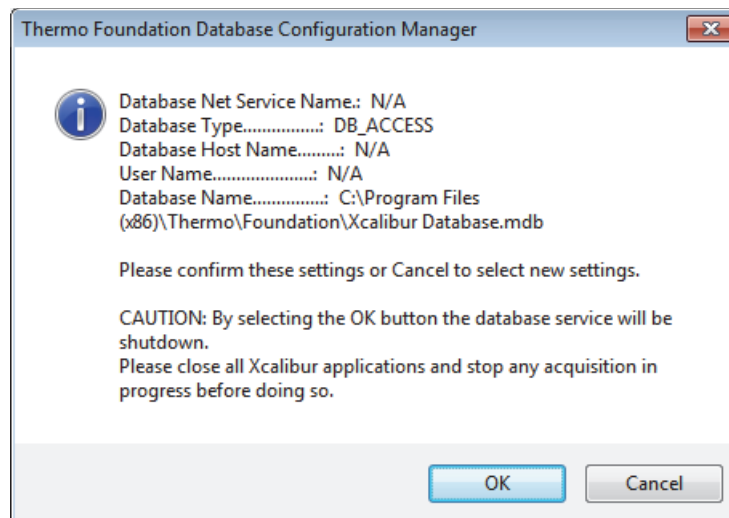 Thermo Foundation Database Configuration Manager
Database Net Service Name.: N/A
Database Type................: DB_ACCESS
Database Host Name.........: N/A
User Name.....................: N/A
Database Name...............: C:\Program Files
(x86)\Thermo\Foundation\Xcalibur Database.mdb
Please confirm these settings or Cancel to select new settings.
CAUTION: By selecting the OK button the database service will be
shutdown.
Please close all Xcalibur applications and stop any acquisition in
progress before doing so.
OK
Cancel